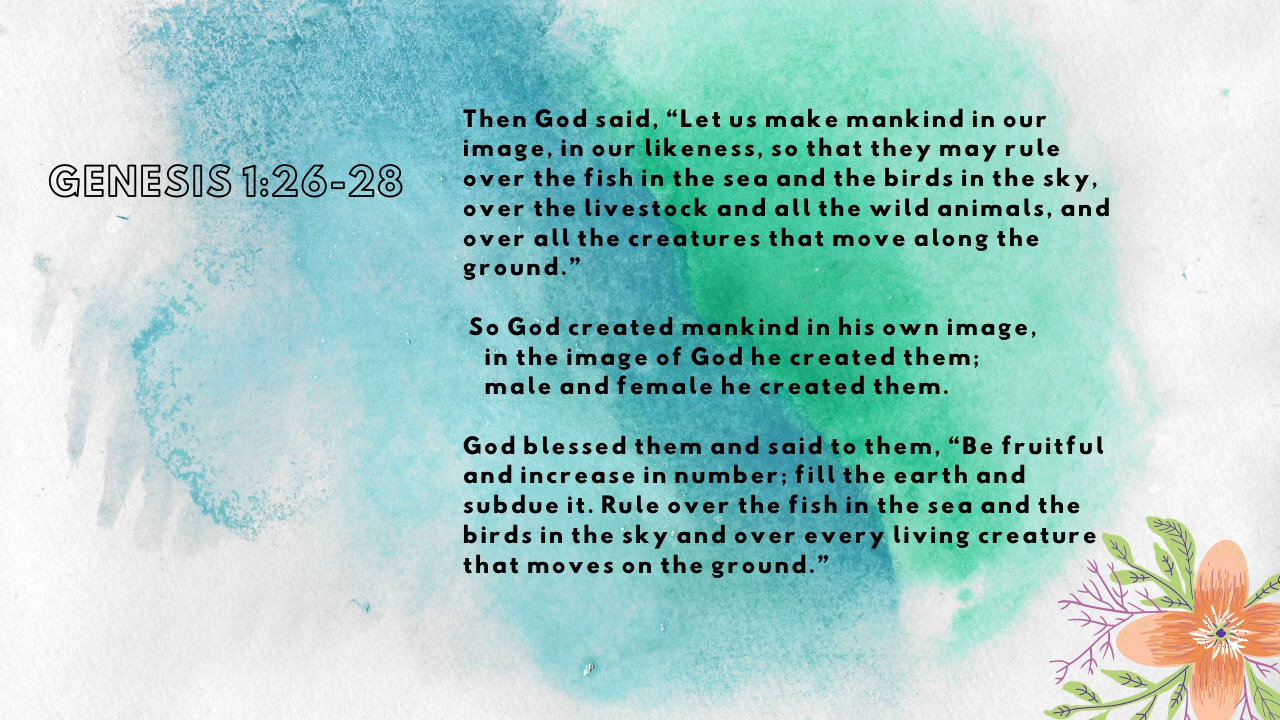 GENESIS 1:26-28
Then God said, “Let us make mankind in our
image, in our likeness, so that they may rule
over the fish in the sea and the birds in the sky,
over the livestock and all the wild animals, and
over all the creatures that move along the
ground.”
So God created mankind in his own image,
in the image of God he created them;
male and female he created them.
God blessed them and said to them, “Be fruitful
and increase in number; fill the earth and
subdue it. Rule over the fish in the sea and the
birds in the sky and over every living creature
that moves on the ground.”